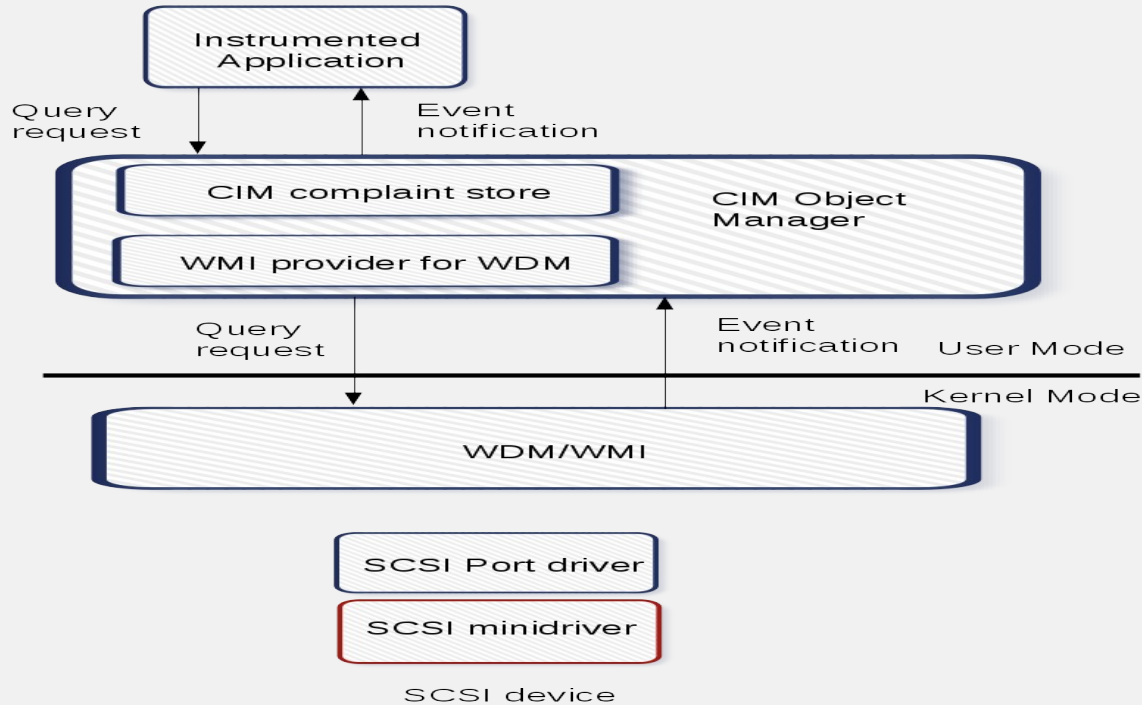 Instrumented
Application
Query
request
Event
notification
CIM complaint store
CIM Object
Manager
WMI provider for WDM
Query
request
Event
notification
User Mode
Kernel Mode
WDM/WMI
SCSI Port driver
SCSI minidriver
SCSI device